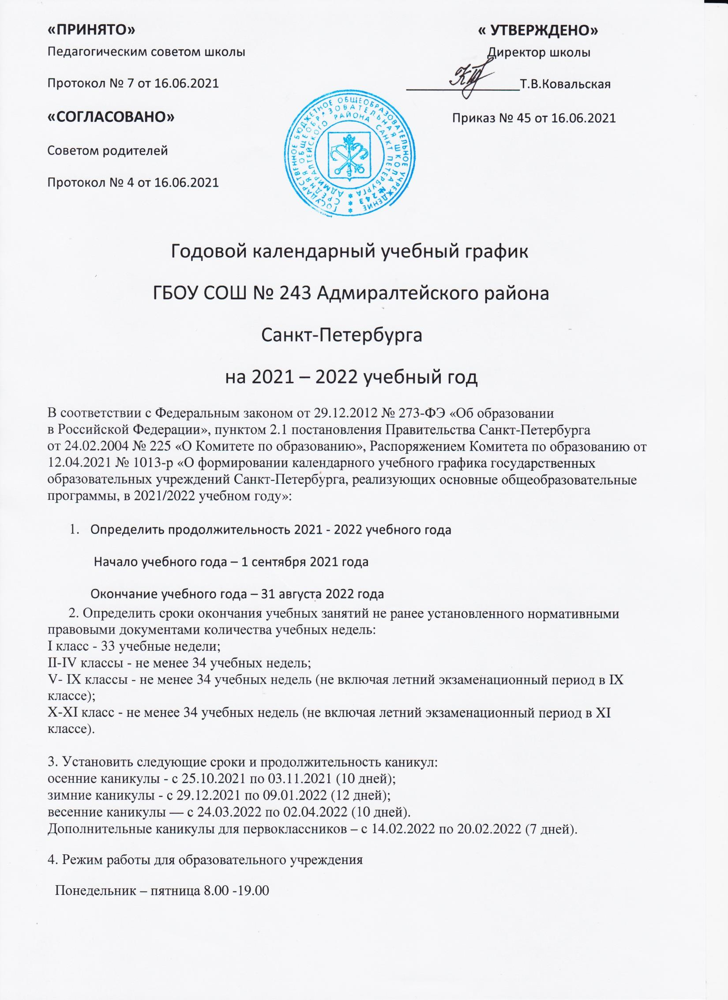 «ПРИНЯТО»
« УТВЕРЖДЕНО»
Педагогическим советом школы
Директор школы
Протокол № 7 от 16.06.2021
Т.В.Ковальская
«СОГЛАСОВАНО»
Приказ № 45 от 16.06.2021
Советом родителей
Протокол № 4 от 16.06.2021
ГОСУДАРСТВЕННОЕ БЮДЖЕТНОЕ ОБЩЕОБРАЗОВАТЕЛЬНОЕ УЧРЕЖДЕНИЕ
СРЕДНЯЯ ОБЩЕОБРАЗОВАТЕЛЬНАЯ ШКОЛА № 243
АДМИРАЛТЕЙСКОГО РАЙОНА САНКТ ПЕТЕРБУРГА
Годовой календарный учебный график
ГБОУ СОШ № 243 Адмиралтейского района
Санкт-Петербурга
на 2021 – 2022 учебный год
В соответствии с Федеральным законом от 29.12.2012 № 273-ФЭ «Об образовании
в Российской Федерации», пунктом 2.1 постановления Правительства Санкт-Петербурга
от 24.02.2004 № 225 «О Комитете по образованию», Распоряжением Комитета по образованию от
12.04.2021 № 1013-р «О формировании календарного учебного графика государственных
образовательных учреждений Санкт-Петербурга, реализующих основные общеобразовательные
программы, в 2021/2022 учебном году»:
1. Определить продолжительность 2021 - 2022 учебного года
Начало учебного года – 1 сентября 2021 года
Окончание учебного года – 31 августа 2022 года
2. Определить сроки окончания учебных занятий не ранее установленного нормативными
правовыми документами количества учебных недель:
I класс - 33 учебные недели;
II-IV классы - не менее 34 учебных недель;
V- IX классы - не менее 34 учебных недель (не включая летний экзаменационный период в IX
классе);
X-XI класс - не менее 34 учебных недель (не включая летний экзаменационный период в XI
классе).
3. Установить следующие сроки и продолжительность каникул:
осенние каникулы - с 25.10.2021 по 03.11.2021 (10 дней);
зимние каникулы - с 29.12.2021 по 09.01.2022 (12 дней);
весенние каникулы — с 24.03.2022 по 02.04.2022 (10 дней).
Дополнительные каникулы для первоклассников – с 14.02.2022 по 20.02.2022 (7 дней).
4. Режим работы для образовательного учреждения
Понедельник – пятница 8.00 -19.00